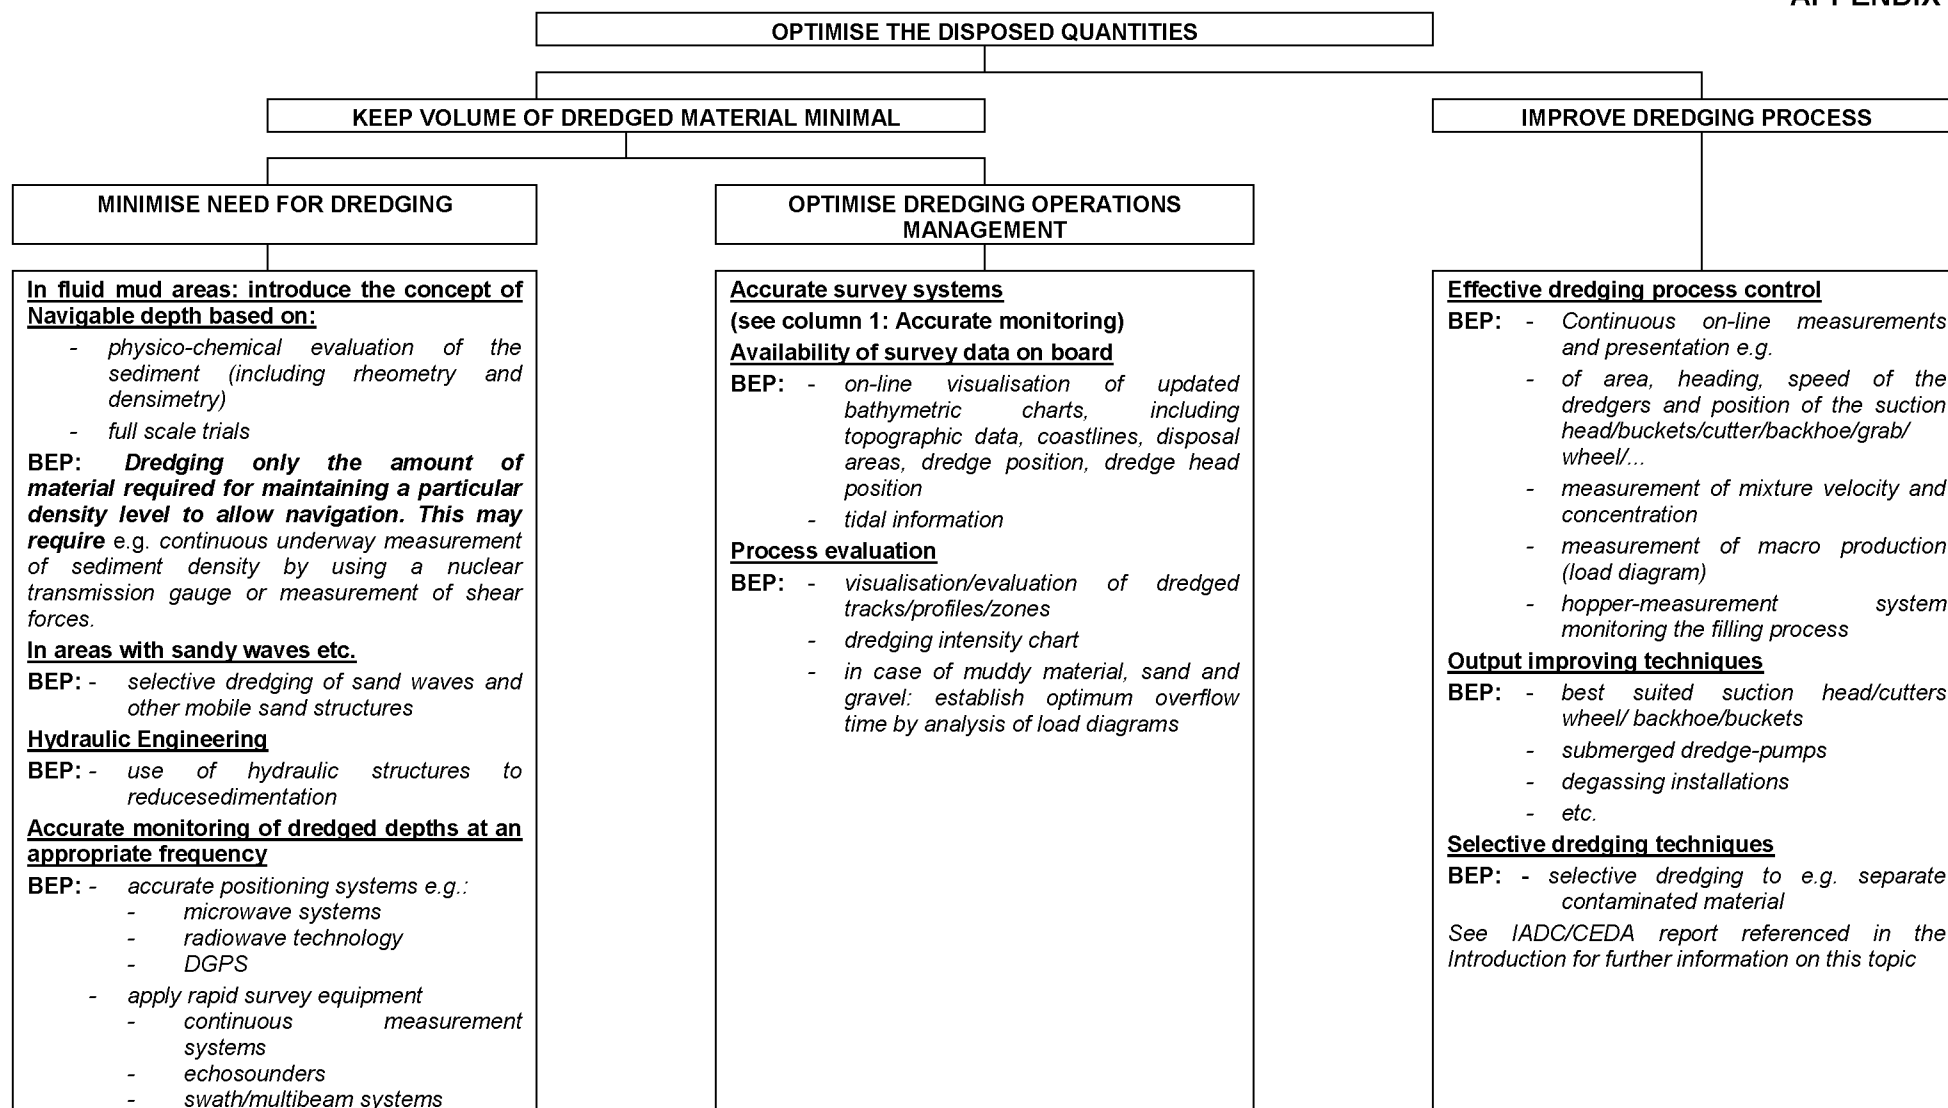 APPENDIX
OPTIMISE THE DISPOSED QUANTITIES
KEEP VOLUME OF DREDGED MATERIAL MINIMAL
IMPROVE DREDGING PROCESS
MINIMISE NEED FOR DREDGING
OPTIMISE DREDGING OPERATIONS
MANAGEMENT
In fluid mud areas: introduce the concept of
Navigable depth based on:
- physico-chemical evaluation of the
sediment (including rheometry and
densimetry)
- full scale trials
BEP: Dredging only the amount of
material required for maintaining a particular
density level to allow navigation. This may
require e.g. continuous underway measurement
of sediment density by using a nuclear
transmission gauge or measurement of shear
forces.
In areas with sandy waves etc.
BEP: - selective dredging of sand waves and
other mobile sand structures
Hydraulic Engineering
BEP: - use of hydraulic structures to
reducesedimentation
Accurate monitoring of dredged depths at an
appropriate frequency
BEP: - accurate positioning systems e.g.:
- microwave systems
- radiowave technology
- DGPS
- apply rapid survey equipment
- continuous measurement
systems
- echosounders
- swath/multibeam systems
Accurate survey systems
(see column 1: Accurate monitoring)
Availability of survey data on board
BEP: - on-line visualisation of updated
bathymetric charts, including
topographic data, coastlines, disposal
areas, dredge position, dredge head
position
- tidal information
Process evaluation
BEP: - visualisation/evaluation of dredged
tracks/profiles/zones
- dredging intensity chart
- in case of muddy material, sand and
gravel: establish optimum overflow
time by analysis of load diagrams
Effective dredging process control
BEP: - Continuous on-line measurements
and presentation e.g.
- of area, heading, speed of the
dredgers and position of the suction
head/buckets/cutter/backhoe/grab/
wheel/...
- measurement of mixture velocity and
concentration
- measurement of macro production
(load diagram)
- hopper-measurement system
monitoring the filling process
Output improving techniques
BEP: - best suited suction head/cutters
wheel/ backhoe/buckets
- submerged dredge-pumps
- degassing installations
- etc.
Selective dredging techniques
BEP: - selective dredging to e.g. separate
contaminated material
See IADC/CEDA report referenced in the
Introduction for further information on this topic